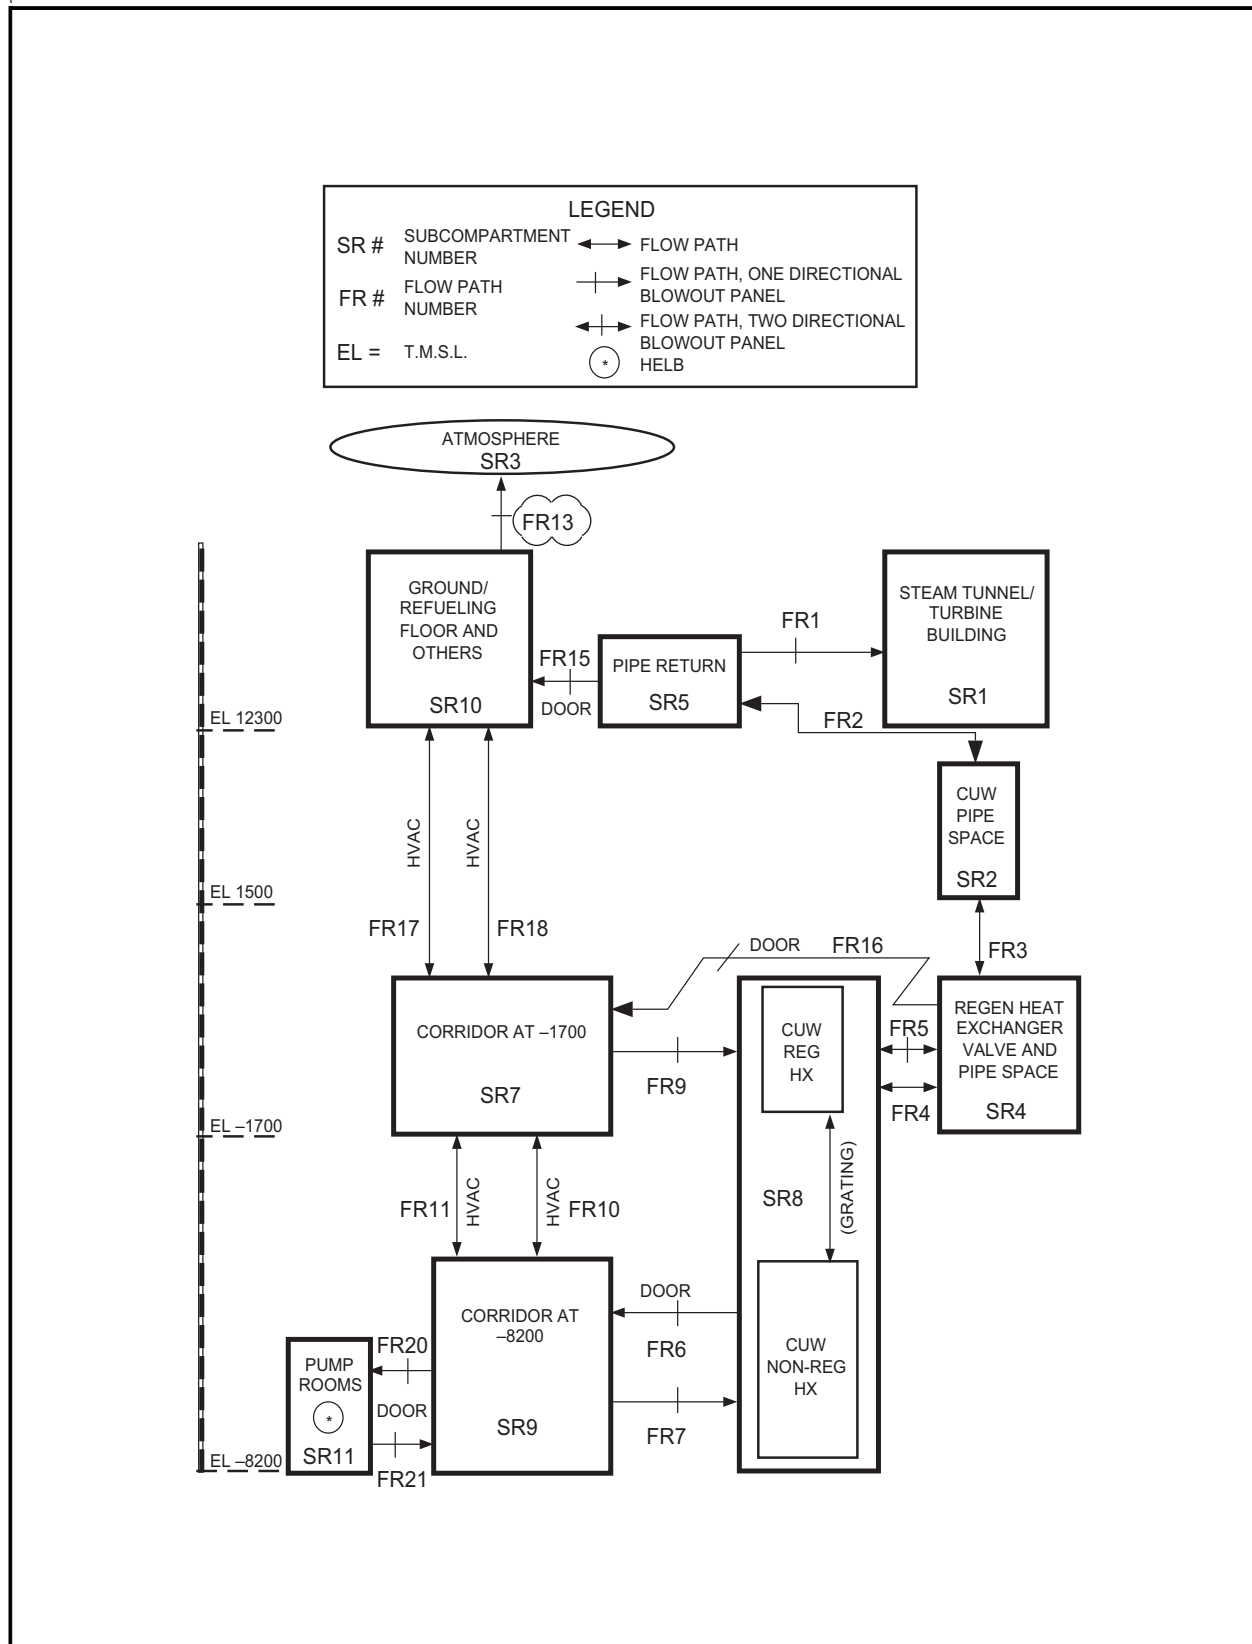 LEGEND
SR # SUBCOMPARTMENT NUMBER
FLOW PATH
FR # FLOW PATH NUMBER
FLOW PATH, ONE DIRECTIONAL
BLOWOUT PANEL
FLOW PATH, TWO DIRECTIONAL
BLOWOUT PANEL
EL = T.M.S.L.
* HELB
ATMOSPHERE
SR3
FR13
GROUND/
REFUELING
FLOOR AND
OTHERS
SR10
FR15
DOOR
PIPE RETURN
SR5
FR1
STEAM TUNNEL/
TURBINE
BUILDING
SR1
FR2
EL 12300
CUW
PIPE
SPACE
SR2
HVAC
HVAC
EL 1500
FR17
FR18
DOOR
FR16
FR3
CORRIDOR AT –1700
SR7
FR9
CUW
REG
HX
FR5
FR4
REGEN HEAT
EXCHANGER
VALVE AND
PIPE SPACE
SR4
EL –1700
FR11
HVAC
HVAC
FR10
SR8
(GRATING)
CORRIDOR AT
–8200
SR9
DOOR
FR6
FR7
CUW
NON-REG
HX
FR20
PUMP
ROOMS
*
SR11
DOOR
FR21
EL –8200